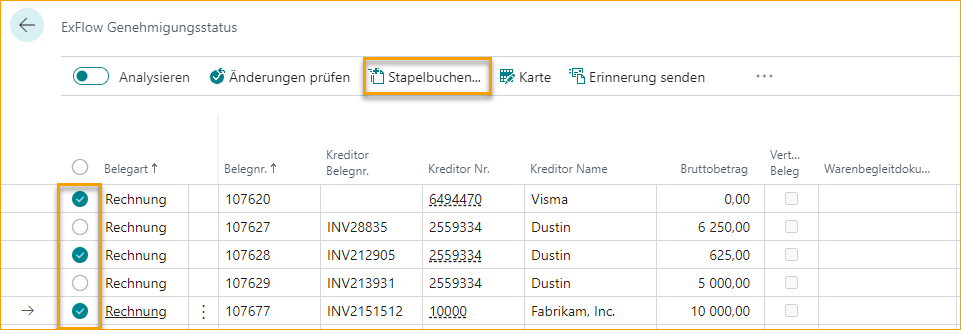 ExFlow Genehmigungsstatus
Analysieren Änderungen prüfen Stapelbuchen... Karte Erinnerung senden ...
Belegart ↑ Belegnr. ↑ Kreditor Belegnr. Kreditor Nr. Kreditor Name Bruttobetrag Vert... Beleg Warenbegleitdoku...
Rechnung 107620 6494470 Visma 0,00
Rechnung 107627 INV28835 2559334 Dustin 6 250,00
Rechnung 107628 INV212905 2559334 Dustin 625,00
Rechnung 107629 INV213931 2559334 Dustin 5 000,00
→ Rechnung 107677 INV2151512 10000 Fabrikam, Inc. 10 000,00